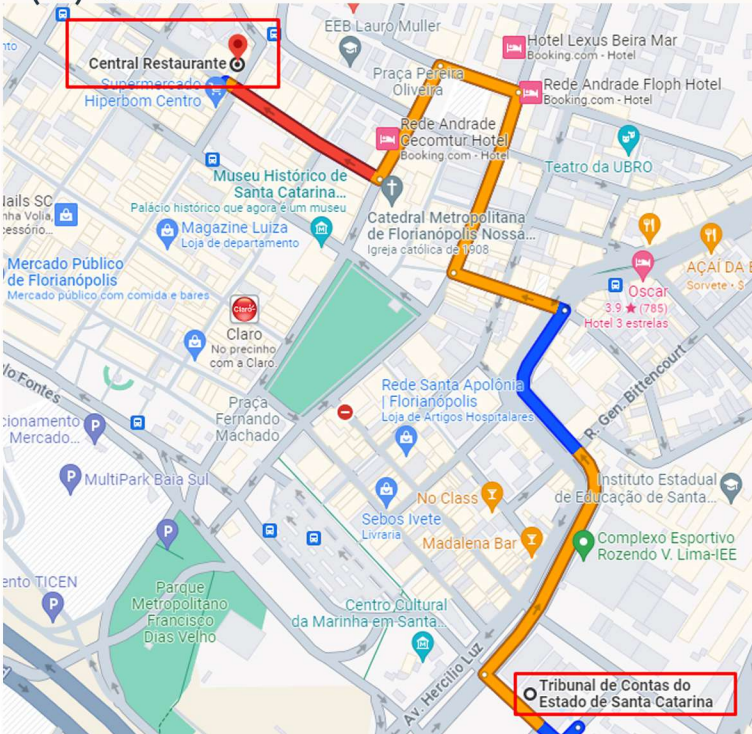 EEB Lauro Muller
Hotel Lexus Beira Mar
Booking.com - Hotel
Central Restaurante
Praça Pereira
Oliveira
Supermercado
Hiperbom Centro
Rede Andrade Floph Hotel
Booking.com - Hotel
Rede Andrade
Cecomtur Hotel
Booking.com - Hotel
Teatro da UBRO
Museu Histórico de
Santa Catarina...
Palácio histórico que agora é um museu
Catedral Metropolitana
de Florianópolis Nossa...
Igreja católica de 1908
Magazine Luiza
Loja de departamento
Mercado Público
de Florianópolis
Mercado público com comida e bares
AÇAÍ DA
Sorvete • $
Oscar
3.9 ★ (785)
Hotel 3 estrelas
Claro
Claro
No precinho
com a Claro.
Rede Santa Apolônia
| Florianópolis
Loja de Artigos Hospitalares
R. Gen. Bittencourt
Praça
Fernando
Machado
Mercado...
MultiPark Baia Sul
No Class
Instituto Estadual
de Educação de Santa...
Sebos Ivete
Livraria
Madalena Bar
Complexo Esportivo
Rozendo V. Lima-IEE
Parque
Metropolitano
Francisco
Dias Velho
TICEN
Centro Cultural
da Marinha em Santa...
Av. Hercílio Luz
Tribunal de Contas do
Estado de Santa Catarina